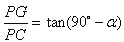 PG/PC = tan(90° − α)